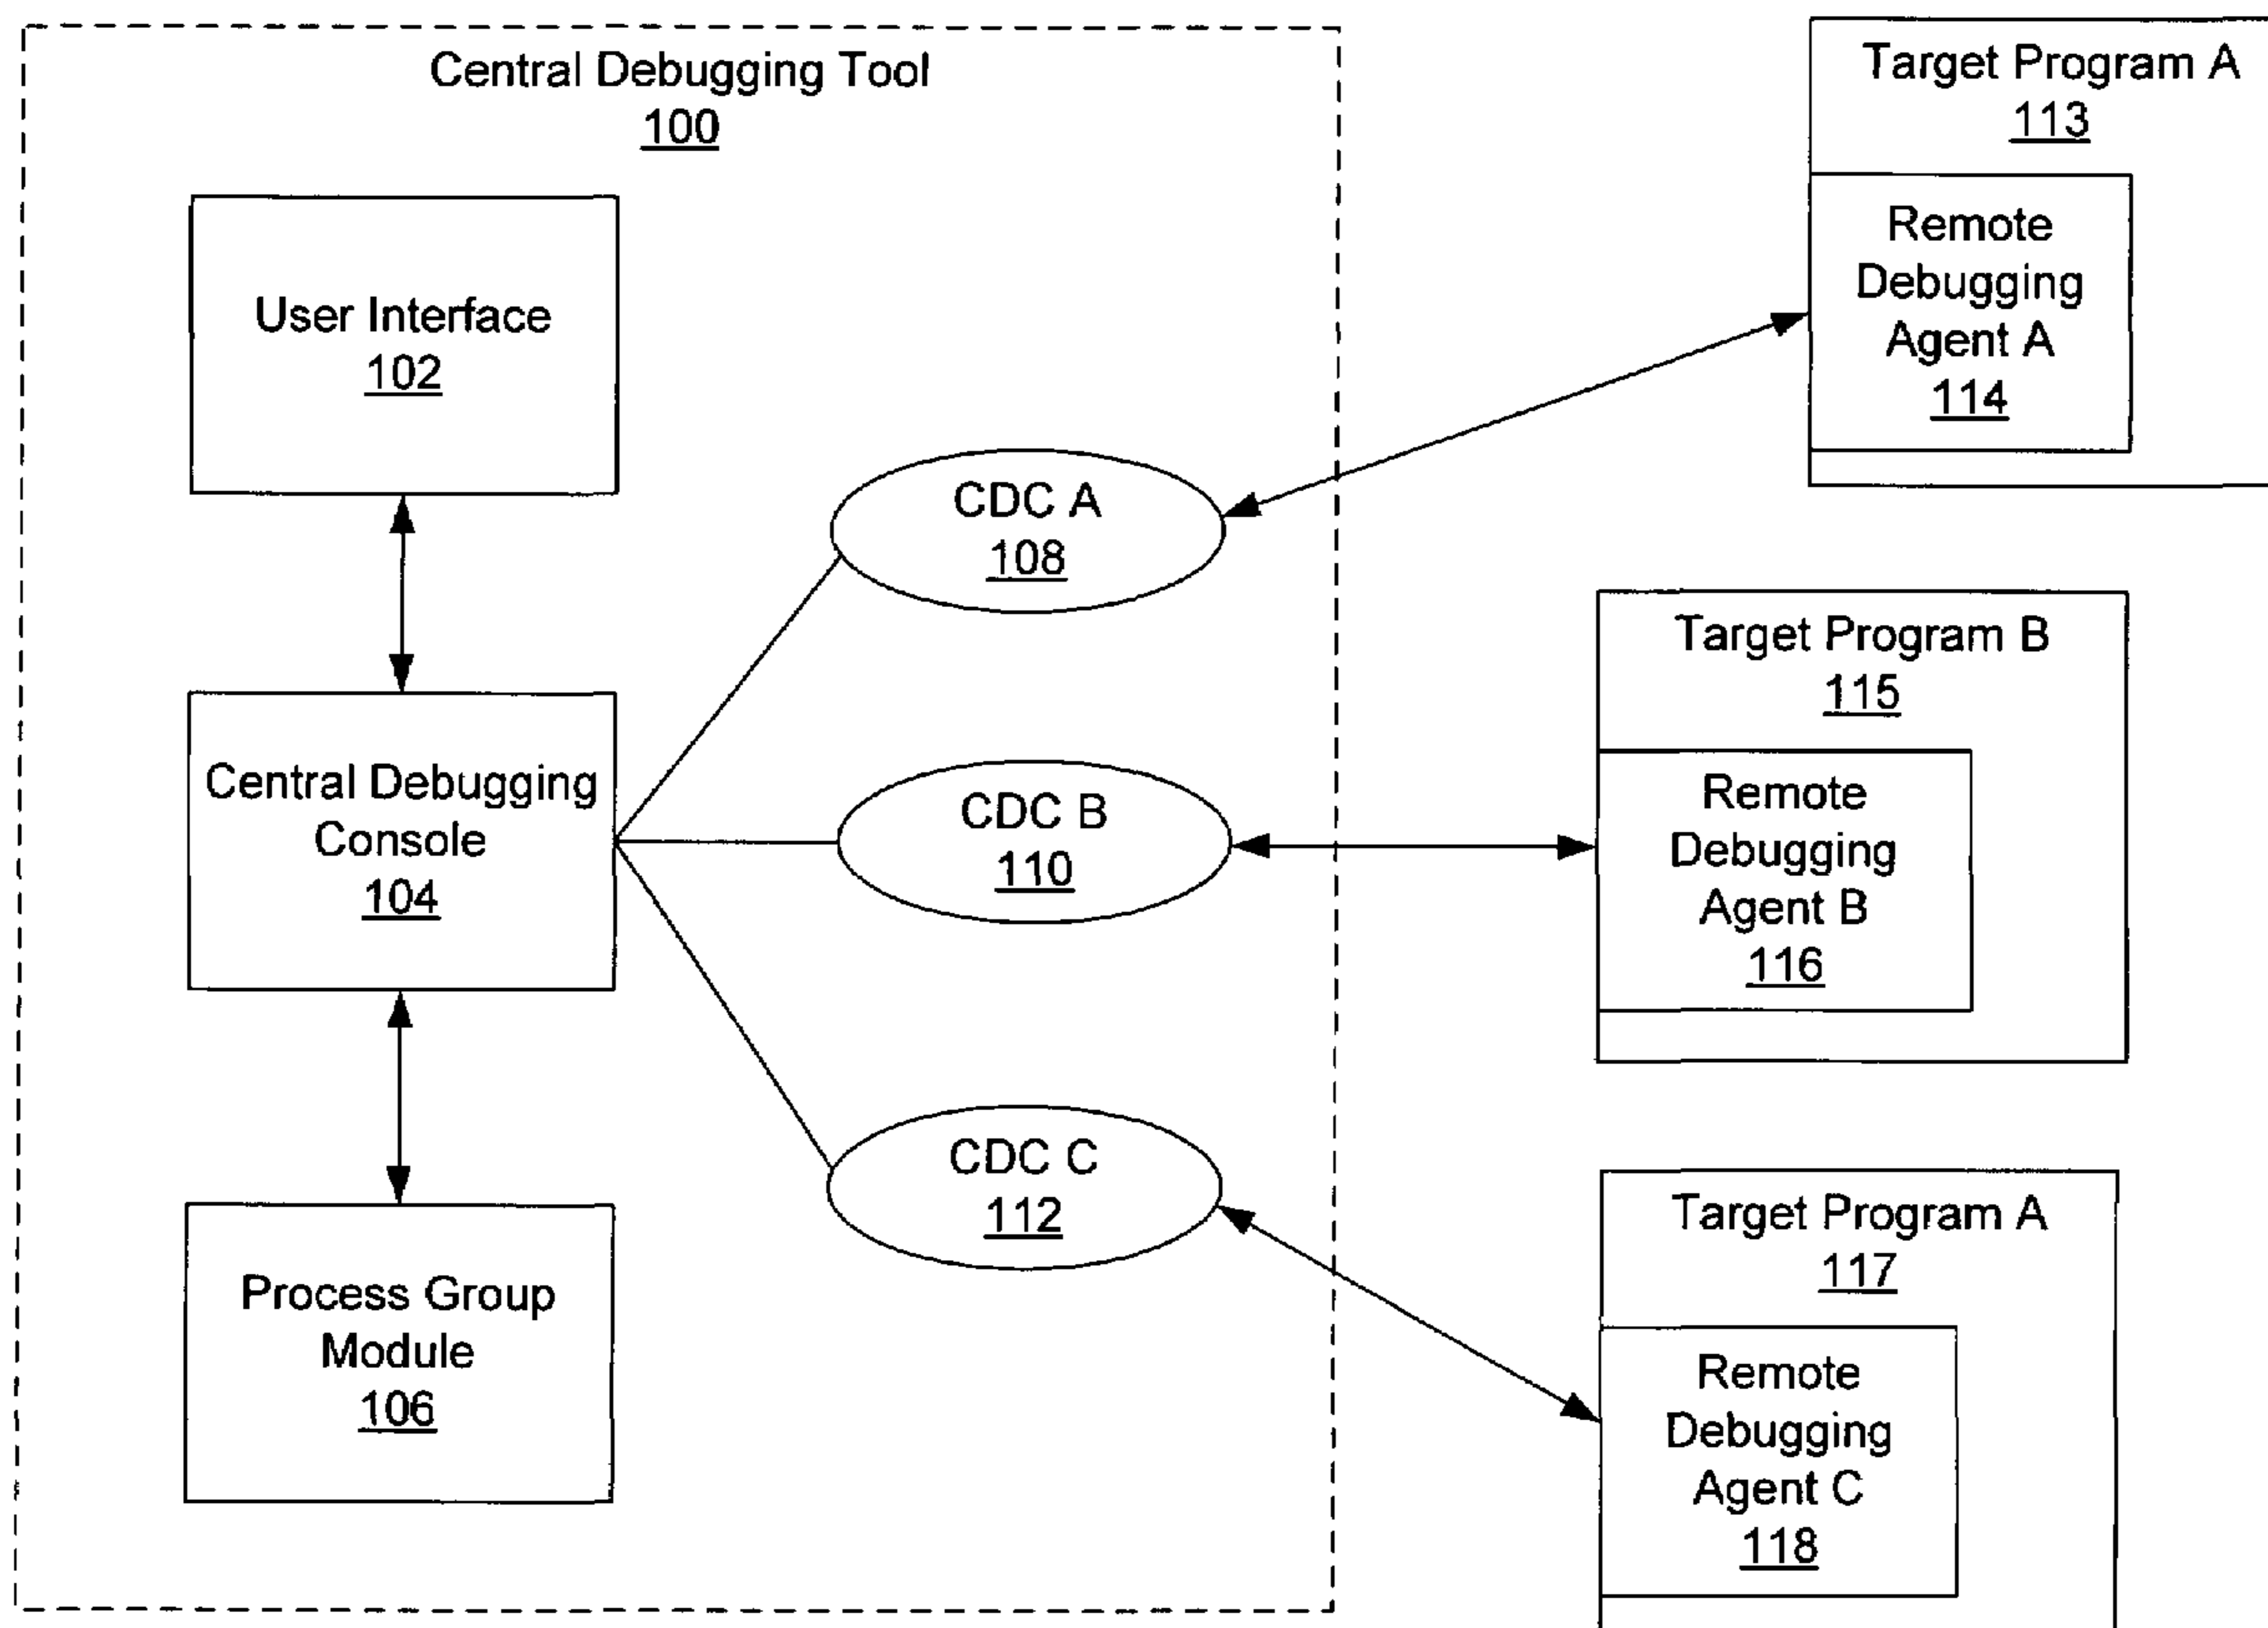 Central Debugging Tool
100
User Interface
102
Central Debugging
Console
104
Process Group
Module
106
CDC A
108
CDC B
110
CDC C
112
Target Program A
113
Remote
Debugging
Agent A
114
Target Program B
115
Remote
Debugging
Agent B
116
Target Program A
117
Remote
Debugging
Agent C
118